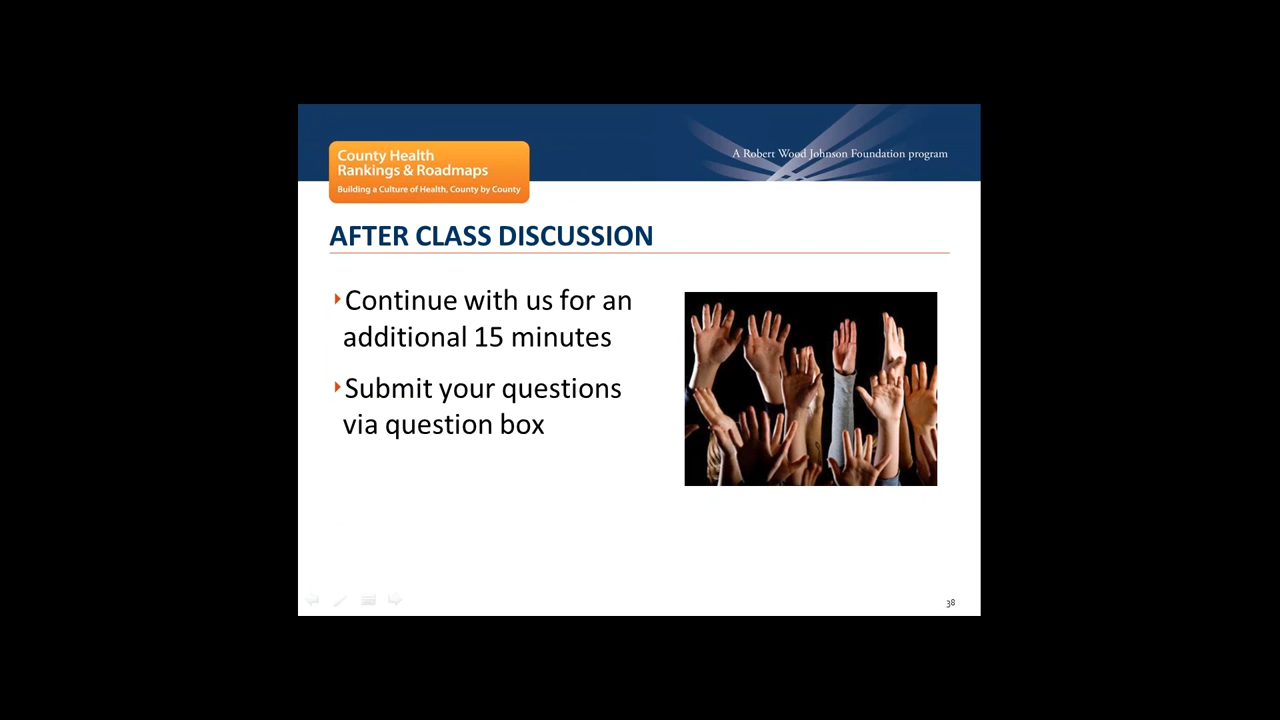 County Health
Rankings & Roadmaps
Building a Culture of Health, County by County
A Robert Wood Johnson Foundation program
AFTER CLASS DISCUSSION
Continue with us for an
additional 15 minutes
Submit your questions
via question box
38